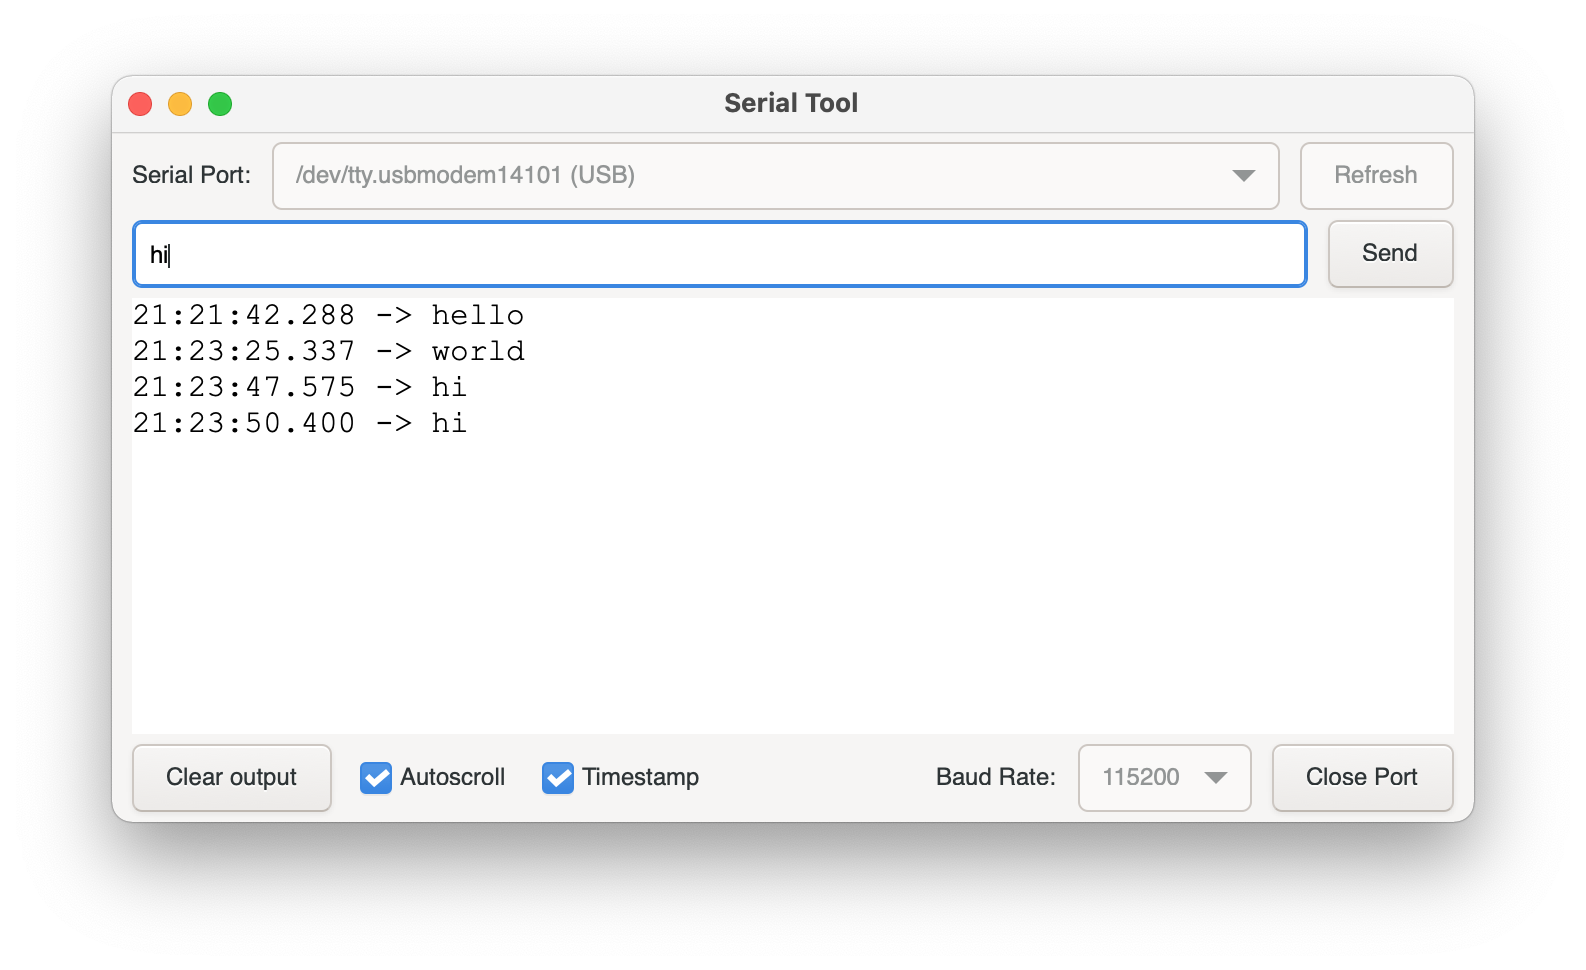 Serial Tool
Serial Port: /dev/tty.usbmodem14101 (USB) Refresh
hi Send
21:21:42.288 -> hello
21:23:25.337 -> world
21:23:47.575 -> hi
21:23:50.400 -> hi
Clear output Autoscroll Timestamp Baud Rate: 115200 Close Port